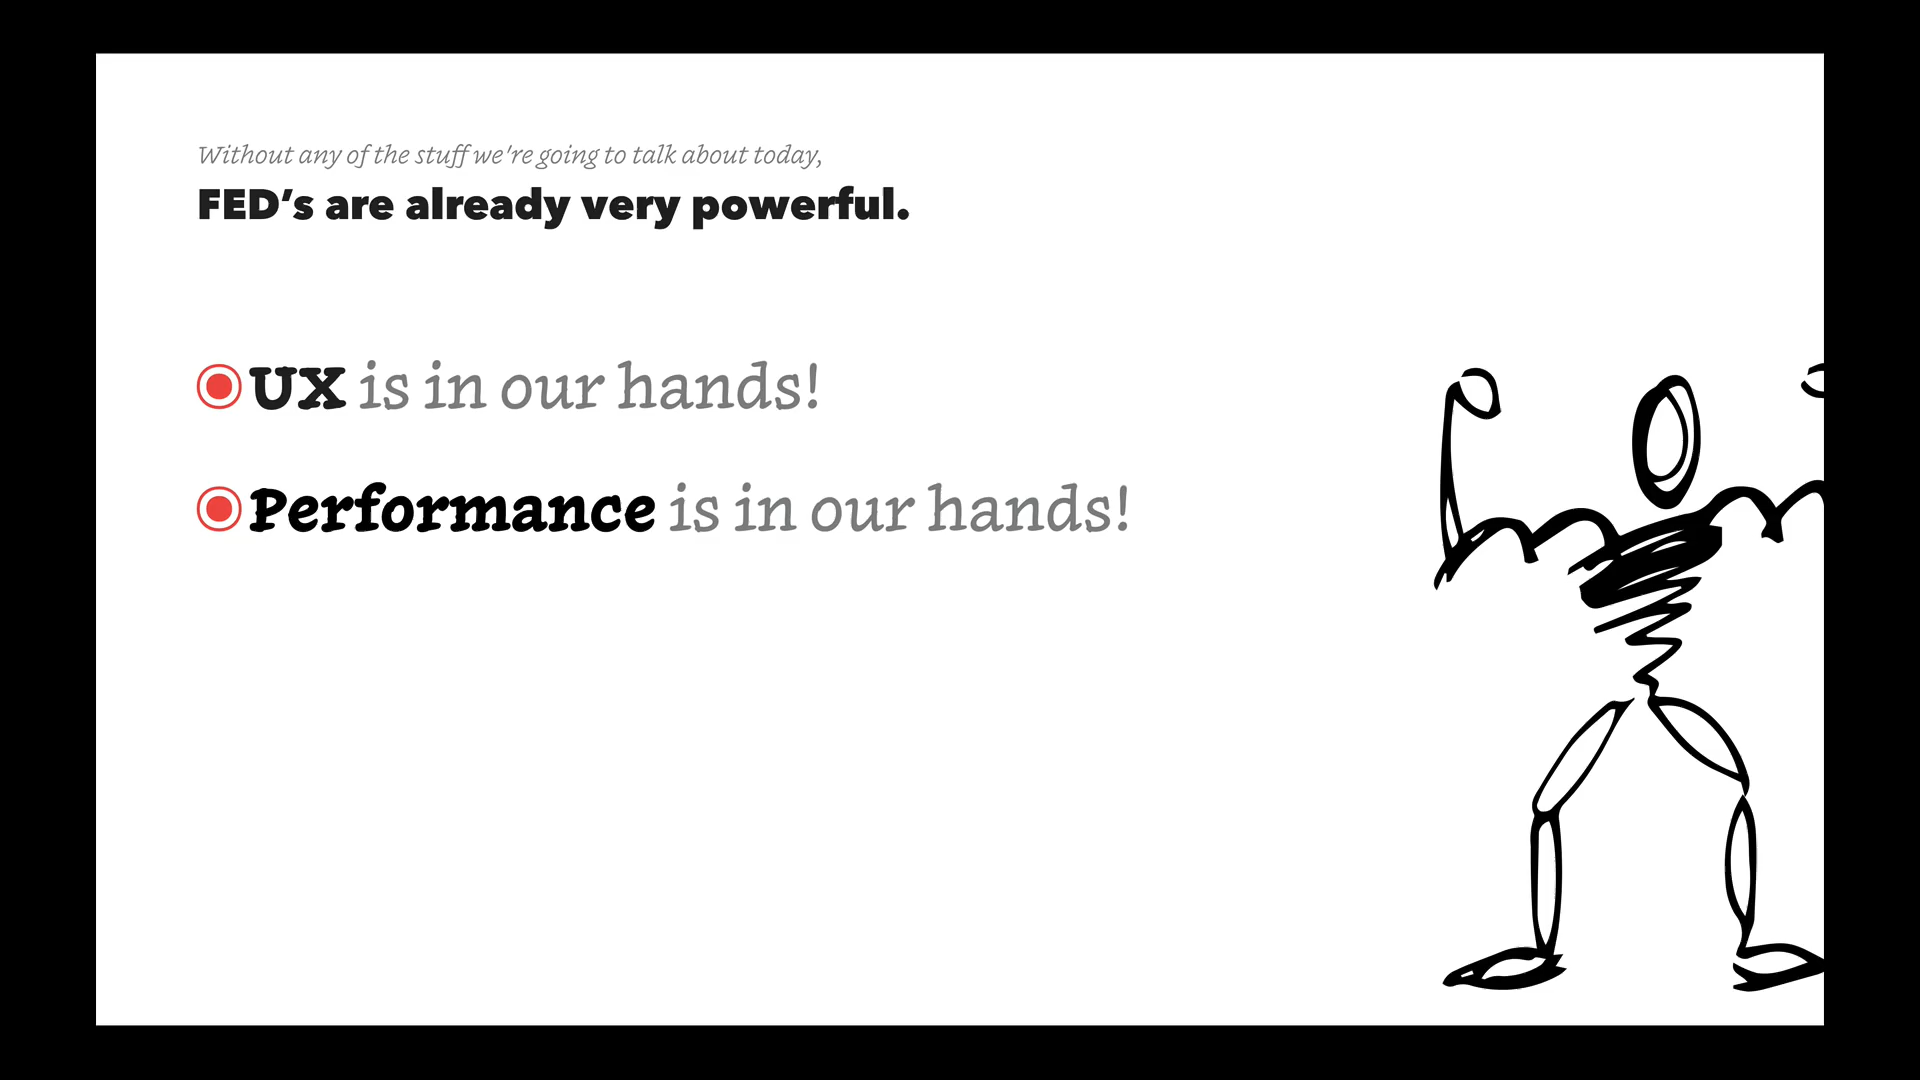 Without any of the stuff we're going to talk about today,
FED’s are already very powerful.
UX is in our hands!
Performance is in our hands!